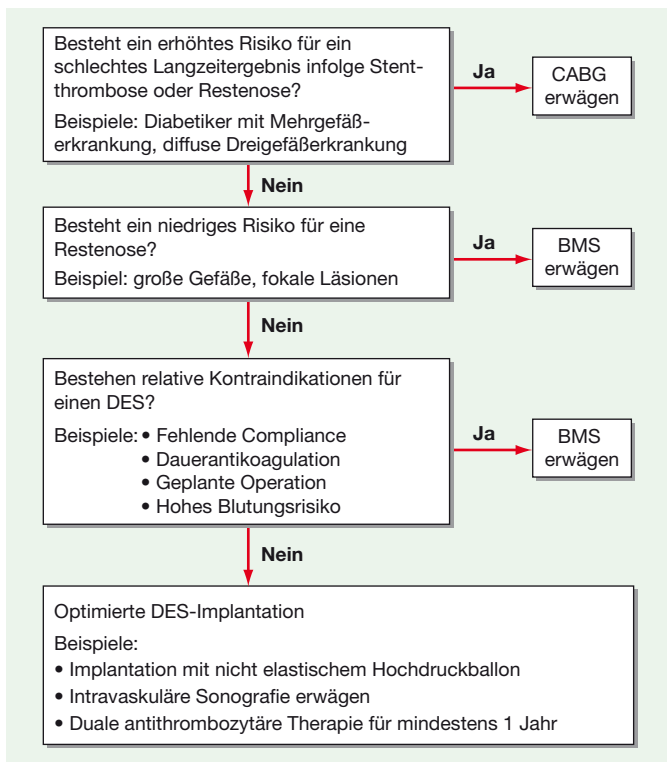 Besteht ein erhöhtes Risiko für ein
schlechtes Langzeitergebnis infolge Stent-
thrombose oder Restenose?
Beispiele: Diabetiker mit Mehrgefäß-
erkrankung, diffuse Dreigefäßerkrankung
Ja
CABG
erwägen
Nein
Besteht ein niedriges Risiko für eine
Restenose?
Beispiel: große Gefäße, fokale Läsionen
Ja
BMS
erwägen
Nein
Bestehen relative Kontraindikationen für
einen DES?
Beispiele: • Fehlende Compliance
• Dauerantikoagulation
• Geplante Operation
• Hohes Blutungsrisiko
Ja
BMS
erwägen
Nein
Optimierte DES-Implantation
Beispiele:
• Implantation mit nicht elastischem Hochdruckballon
• Intravaskuläre Sonografie erwägen
• Duale antithrombozytäre Therapie für mindestens 1 Jahr